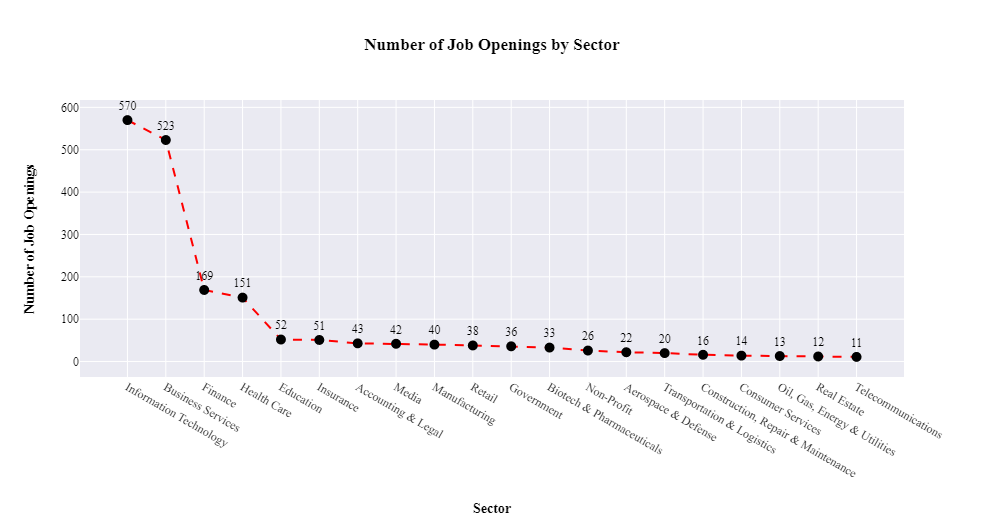 Number of Job Openings by Sector
Number of Job Openings
600
500
400
300
200
100
0
570
523
169
151
52
51
43
42
40
38
36
33
26
22
20
16
14
13
12
11
Information Technology
Business Services
Finance
Health Care
Education
Insurance
Accounting & Legal
Media
Manufacturing
Retail
Government
Biotech & Pharmaceuticals
Non-Profit
Aerospace & Defense
Transportation & Logistics
Construction, Repair & Maintenance
Consumer Services
Oil, Gas, Energy & Utilities
Real Estate
Telecommunications
Sector